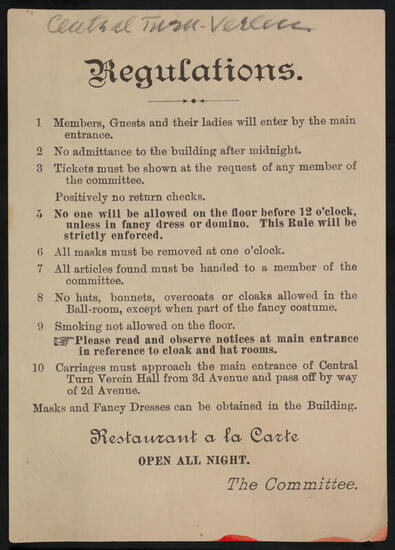 Central Turn-Verein
Regulations.
1 Members, Guests and their ladies will enter by the main
entrance.
2 No admittance to the building after midnight.
3 Tickets must be shown at the request of any member of
the committee.
Positively no return checks.
5 No one will be allowed on the floor before 12 o'clock,
unless in fancy dress or domino. This Rule will be
strictly enforced.
6 All masks must be removed at one o'clock.
7 All articles found must be handed to a member of the
committee.
8 No hats, bonnets, overcoats or cloaks allowed in the
Ball-room, except when part of the fancy costume.
9 Smoking not allowed on the floor.
☞Please read and observe notices at main entrance
in reference to cloak and hat rooms.
10 Carriages must approach the main entrance of Central
Turn Verein Hall from 3d Avenue and pass off by way
of 2d Avenue.
Masks and Fancy Dresses can be obtained in the Building.
Restaurant a la Carte
OPEN ALL NIGHT.
The Committee.